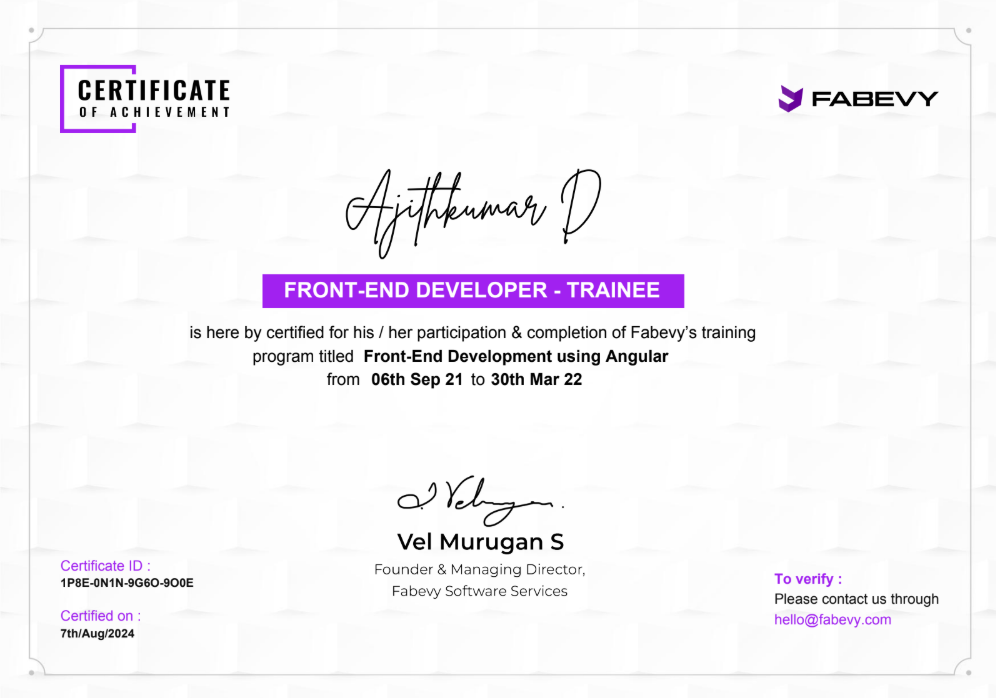 CERTIFICATE
OF ACHIEVEMENT
FABEVY
Ajithkumar D
FRONT-END DEVELOPER - TRAINEE
is here by certified for his / her participation & completion of Fabevy's training
program titled Front-End Development using Angular
from 06th Sep 21 to 30th Mar 22
Vel Murugan S
Founder & Managing Director,
Fabevy Software Services
Certificate ID :
1P8E-0N1N-9G6O-9O0E
Certified on :
7th/Aug/2024
To verify :
Please contact us through
hello@fabevy.com